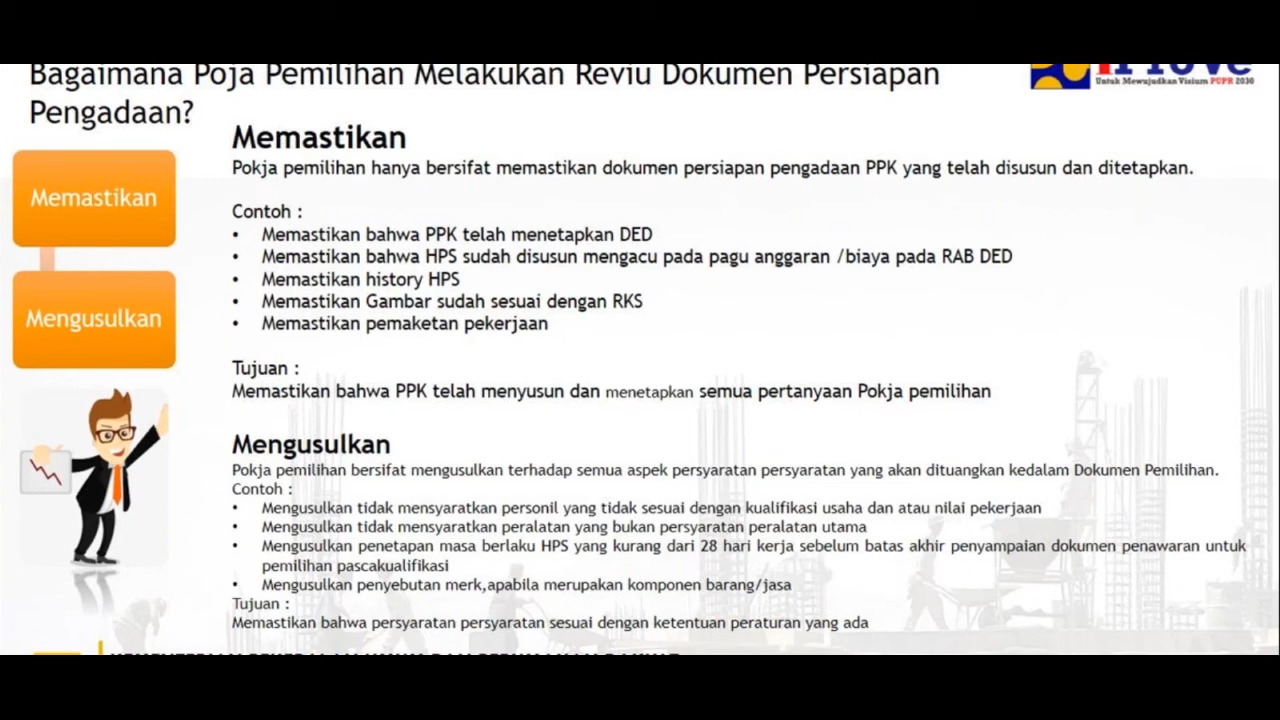 Bagaimana Poja Pemilihan Melakukan Reviu Dokumen Persiapan
Pengadaan?
Untuk Mewujudkan Visium PUPR 2030
Memastikan
Mengusulkan
Memastikan
Pokja pemilihan hanya bersifat memastikan dokumen persiapan pengadaan PPK yang telah disusun dan ditetapkan.
Contoh :
• Memastikan bahwa PPK telah menetapkan DED
• Memastikan bahwa HPS sudah disusun mengacu pada pagu anggaran /biaya pada RAB DED
• Memastikan history HPS
• Memastikan Gambar sudah sesuai dengan RKS
• Memastikan pemaketan pekerjaan
Tujuan :
Memastikan bahwa PPK telah menyusun dan menetapkan semua pertanyaan Pokja pemilihan
Mengusulkan
Pokja pemilihan bersifat mengusulkan terhadap semua aspek persyaratan persyaratan yang akan dituangkan kedalam Dokumen Pemilihan.
Contoh :
• Mengusulkan tidak mensyaratkan personil yang tidak sesuai dengan kualifikasi usaha dan atau nilai pekerjaan
• Mengusulkan tidak mensyaratkan peralatan yang bukan persyaratan peralatan utama
• Mengusulkan penetapan masa berlaku HPS yang kurang dari 28 hari kerja sebelum batas akhir penyampaian dokumen penawaran untuk
pemilihan pascakualifikasi
• Mengusulkan penyebutan merk,apabila merupakan komponen barang/jasa
Tujuan :
Memastikan bahwa persyaratan persyaratan sesuai dengan ketentuan peraturan yang ada